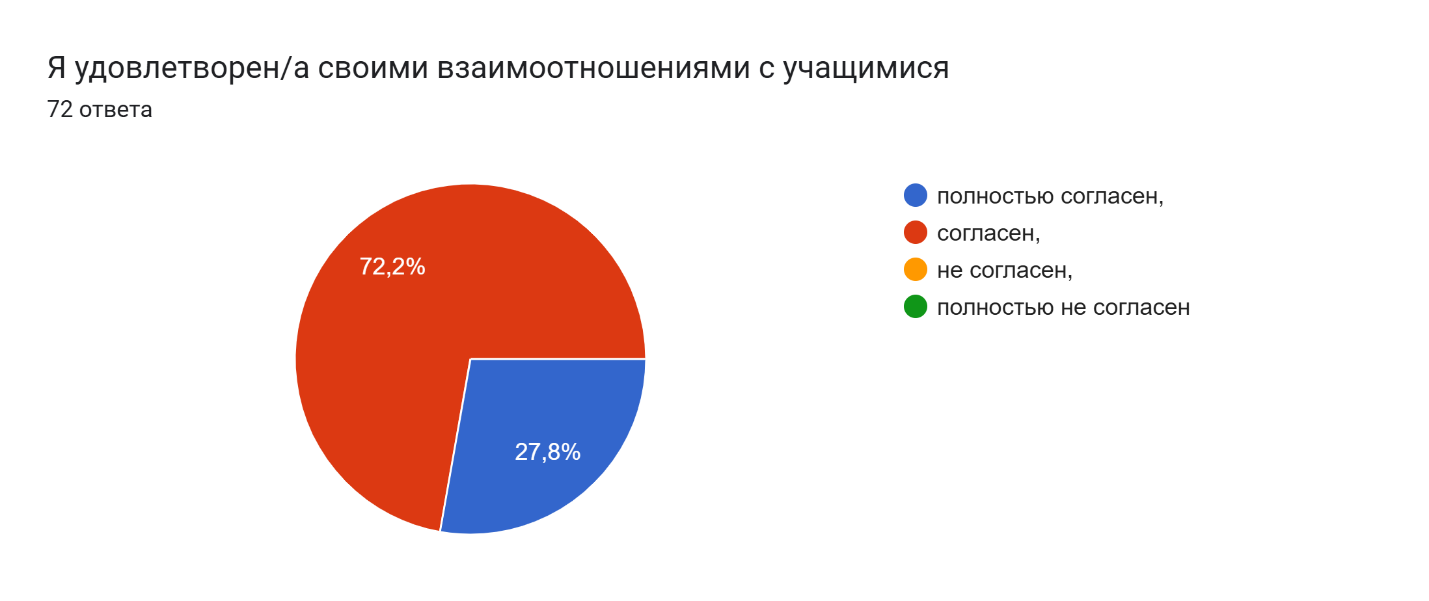 Я удовлетворен/а своими взаимоотношениями с учащимися
72 ответа
72,2%
27,8%
полностью согласен,
согласен,
не согласен,
полностью не согласен